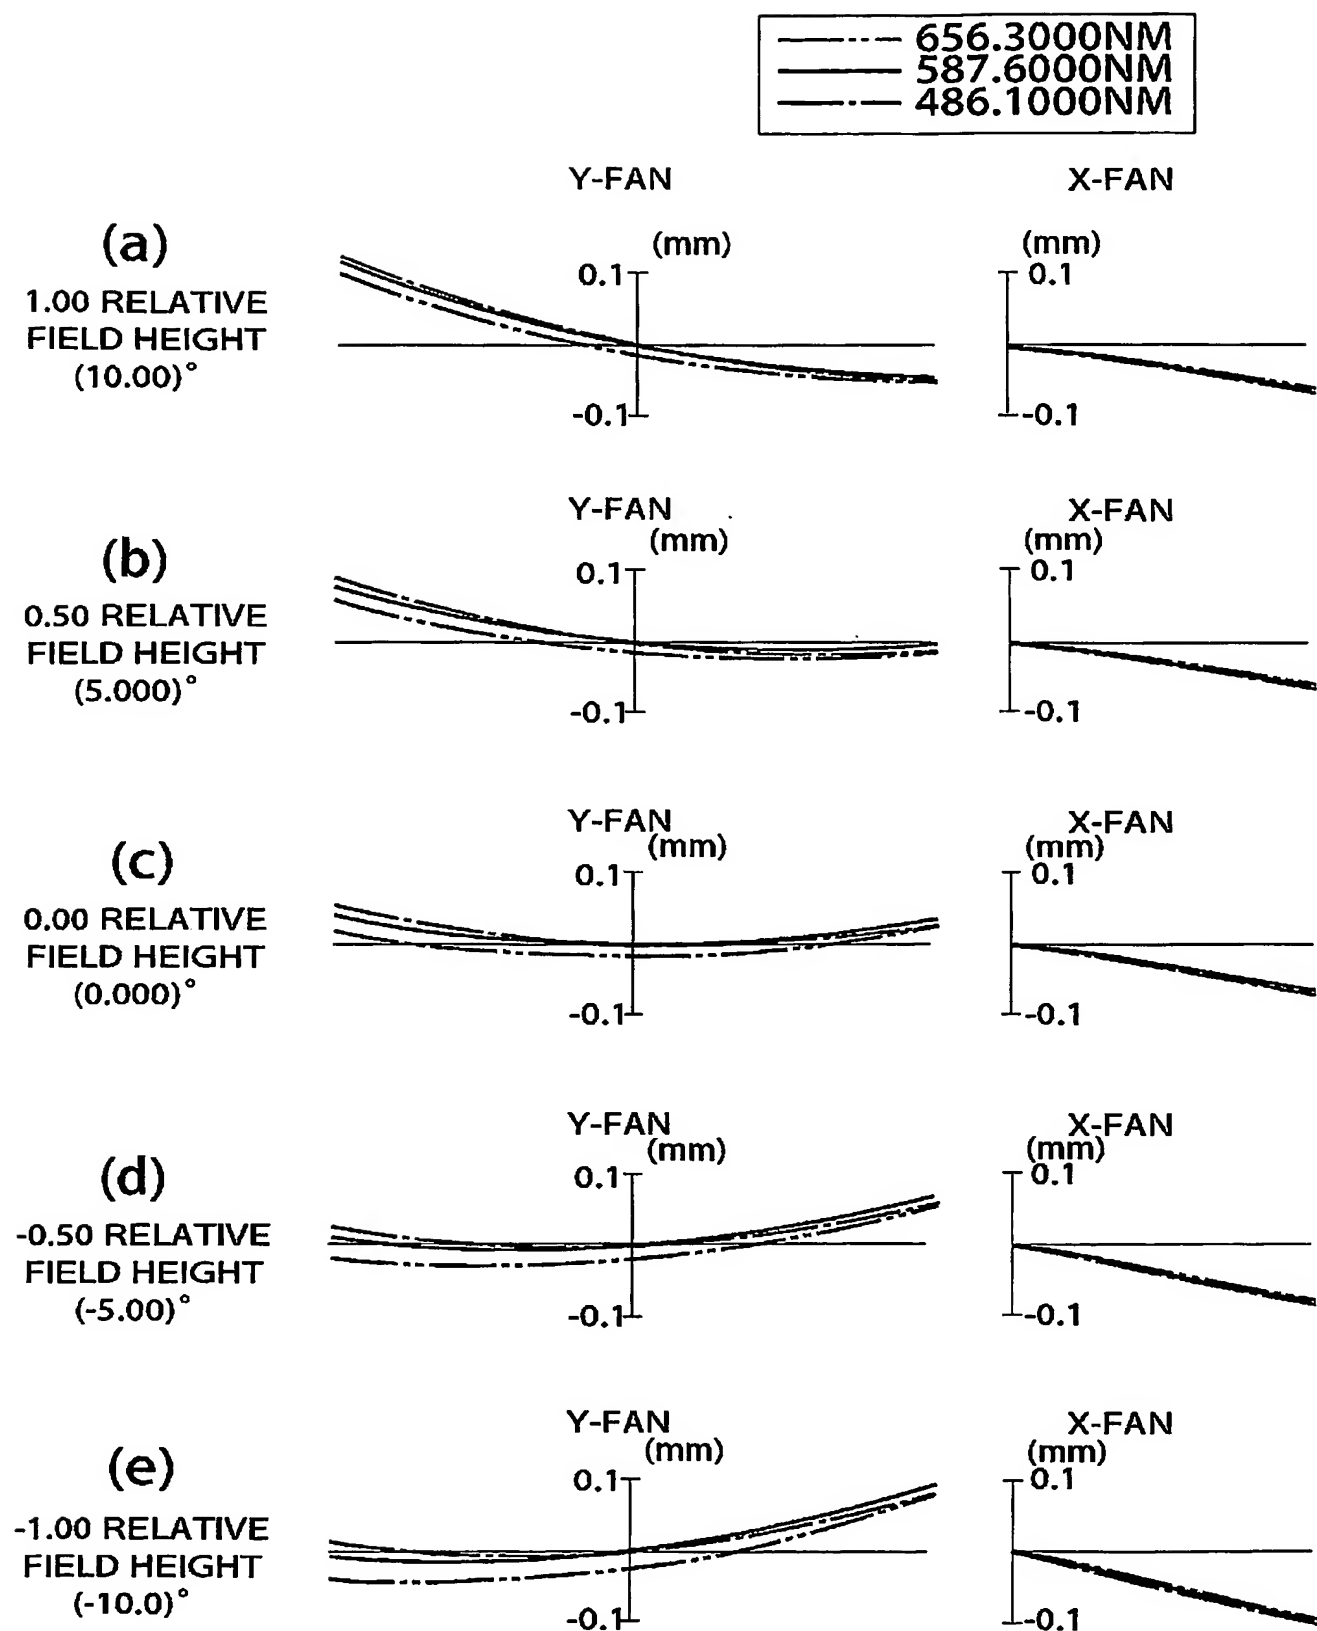 656.3000NM
587.6000NM
486.1000NM
Y-FAN X-FAN
(a) (mm) (mm)
0.1 0.1
1.00 RELATIVE
FIELD HEIGHT
(10.00)°
-0.1 -0.1
Y-FAN X-FAN
(mm) (mm)
(b) 0.1 0.1
0.50 RELATIVE
FIELD HEIGHT
(5.000)°
-0.1 -0.1
Y-FAN X-FAN
(mm) (mm)
(c) 0.1 0.1
0.00 RELATIVE
FIELD HEIGHT
(0.000)°
-0.1 -0.1
Y-FAN X-FAN
(mm) (mm)
(d) 0.1 0.1
-0.50 RELATIVE
FIELD HEIGHT
(-5.00)°
-0.1 -0.1
Y-FAN X-FAN
(mm) (mm)
(e) 0.1 0.1
-1.00 RELATIVE
FIELD HEIGHT
(-10.0)°
-0.1 -0.1